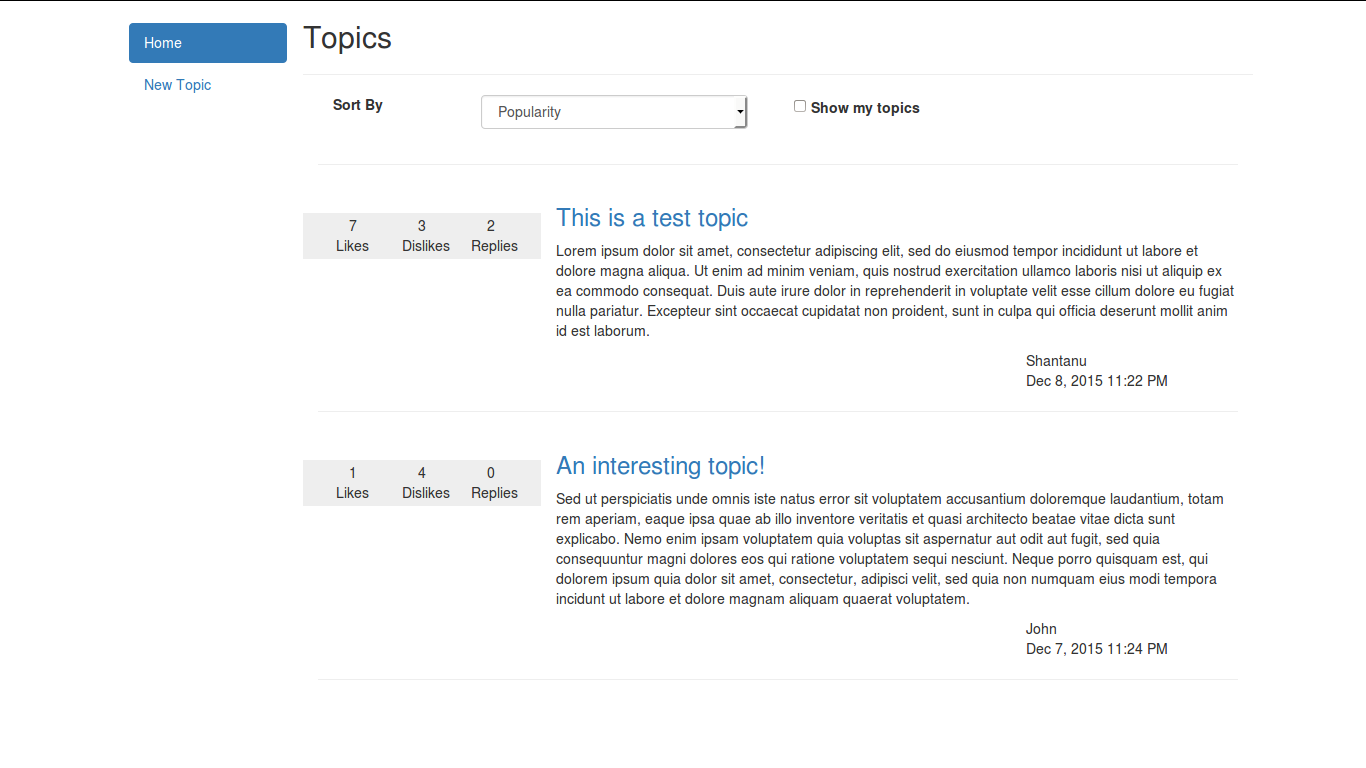 Home
New Topic
Topics
Sort By
Popularity
Show my topics
7 3 2
Likes Dislikes Replies
This is a test topic
Lorem ipsum dolor sit amet, consectetur adipiscing elit, sed do eiusmod tempor incididunt ut labore et
dolore magna aliqua. Ut enim ad minim veniam, quis nostrud exercitation ullamco laboris nisi ut aliquip ex
ea commodo consequat. Duis aute irure dolor in reprehenderit in voluptate velit esse cillum dolore eu fugiat
nulla pariatur. Excepteur sint occaecat cupidatat non proident, sunt in culpa qui officia deserunt mollit anim
id est laborum.
Shantanu
Dec 8, 2015 11:22 PM
1 4 0
Likes Dislikes Replies
An interesting topic!
Sed ut perspiciatis unde omnis iste natus error sit voluptatem accusantium doloremque laudantium, totam
rem aperiam, eaque ipsa quae ab illo inventore veritatis et quasi architecto beatae vitae dicta sunt
explicabo. Nemo enim ipsam voluptatem quia voluptas sit aspernatur aut odit aut fugit, sed quia
consequuntur magni dolores eos qui ratione voluptatem sequi nesciunt. Neque porro quisquam est, qui
dolorem ipsum quia dolor sit amet, consectetur, adipisci velit, sed quia non numquam eius modi tempora
incidunt ut labore et dolore magnam aliquam quaerat voluptatem.
John
Dec 7, 2015 11:24 PM